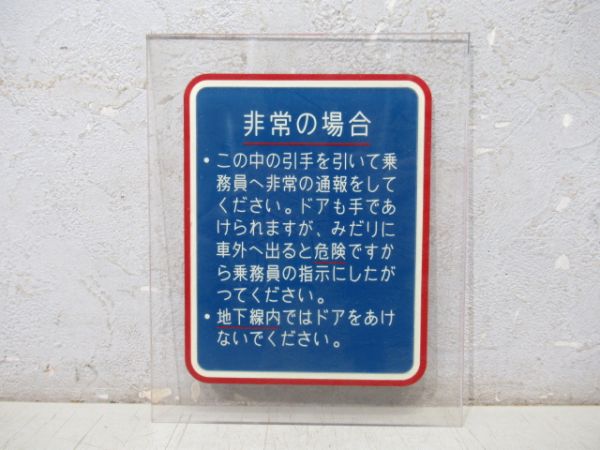 非常の場合
•この中の引手を引いて乗
務員へ非常の通報をして
ください。ドアも手であ
けられますが、みだりに
車外へ出ると危険ですか
ら乗務員の指示にしたが
つてください。
•地下線内ではドアをあけ
ないでください。